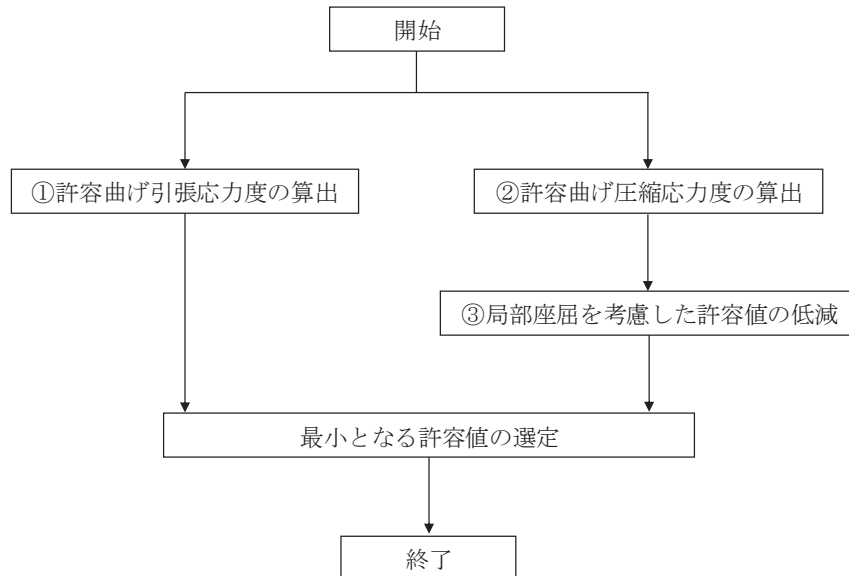 開始
①許容曲げ引張応力度の算出
②許容曲げ圧縮応力度の算出
③局部座屈を考慮した許容値の低減
最小となる許容値の選定
終了